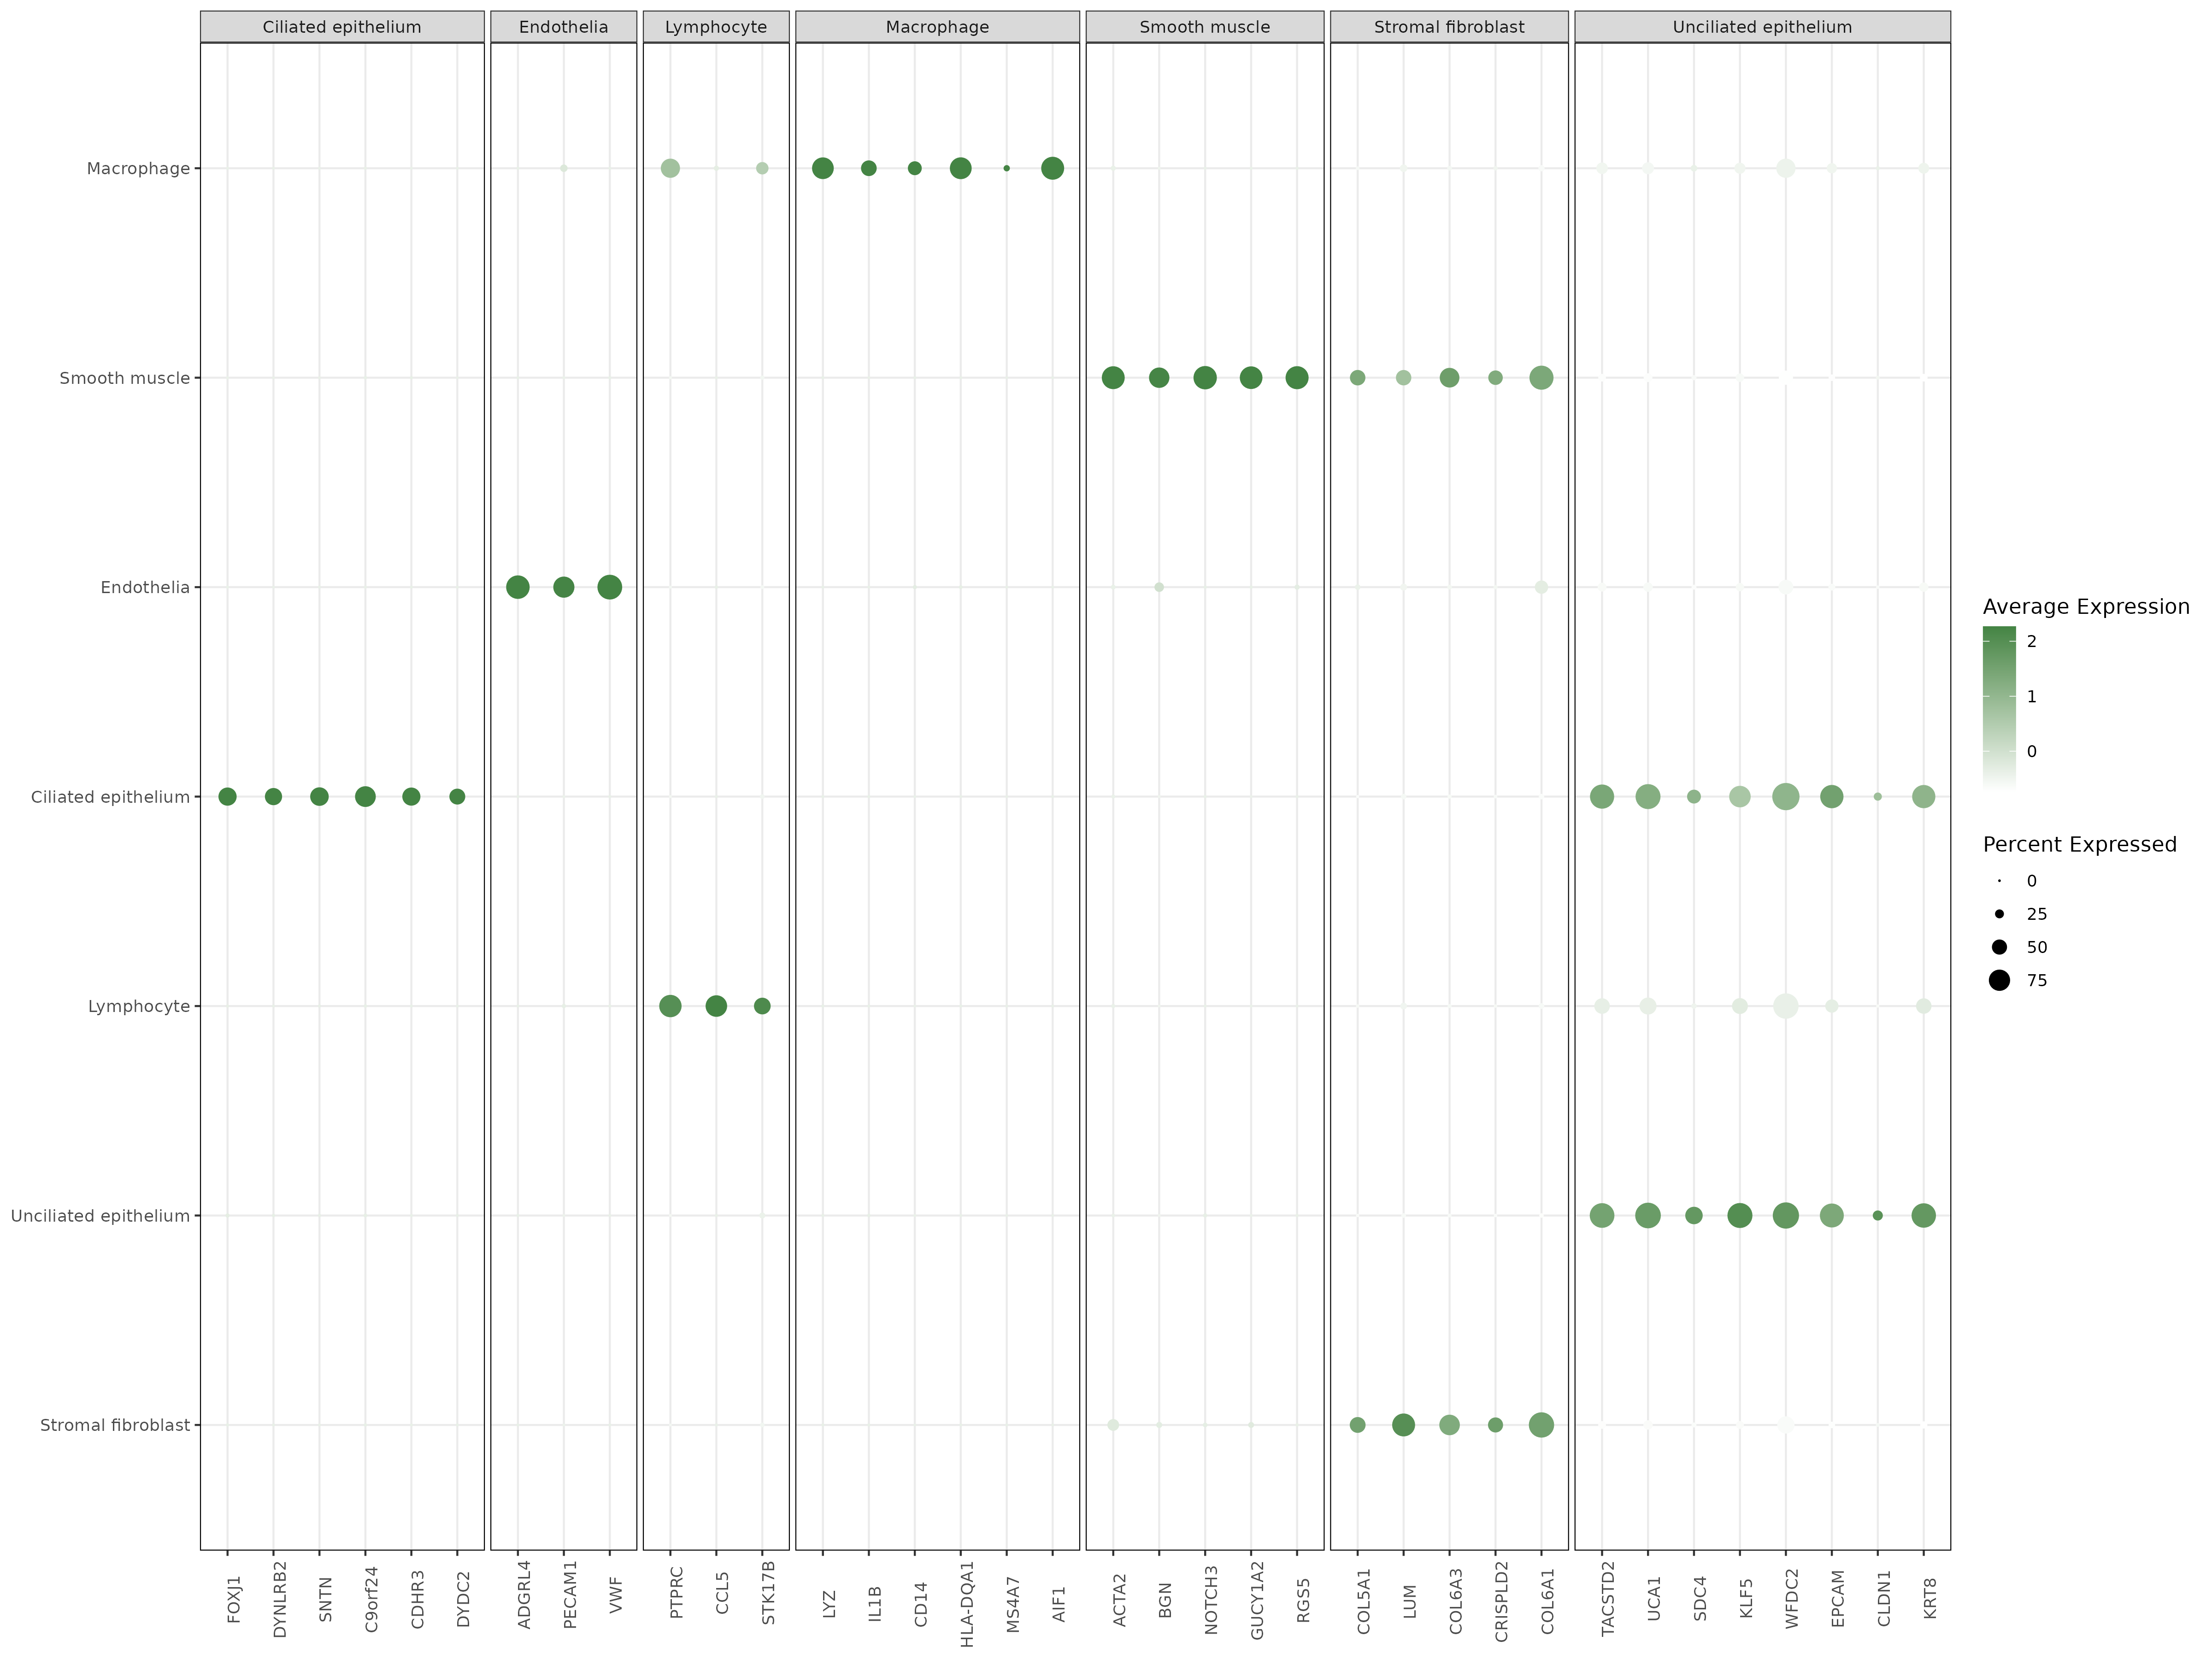 Ciliated epithelium
Endothelia
Lymphocyte
Macrophage
Smooth muscle
Stromal fibroblast
Unciliated epithelium
Macrophage
Smooth muscle
Endothelia
Ciliated epithelium
Lymphocyte
Unciliated epithelium
Stromal fibroblast
FOXJ1
DYNLRB2
SNTN
C9orf24
CDHR3
DYDC2
ADGRL4
PECAM1
VWF
PTPRC
CCL5
STK17B
LYZ
IL1B
CD14
HLA-DQA1
MS4A7
AIF1
ACTA2
BGN
NOTCH3
GUCY1A2
RGS5
COL5A1
LUM
COL6A3
CRISPLD2
COL6A1
TACSTD2
UCA1
SDC4
KLF5
WFDC2
EPCAM
CLDN1
KRT8
Average Expression
2
1
0
Percent Expressed
0
25
50
75